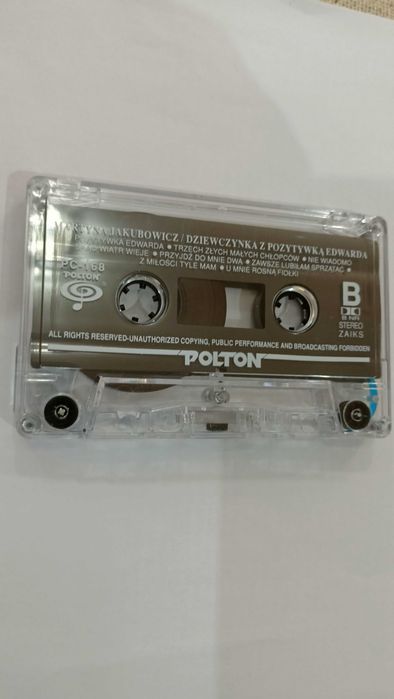 JAKUBOWICZ / DZIEWCZYNKA Z POZYTYWKĄ EDWARDA
POZYTYWKA EDWARDA • TRZECH ZŁYCH MAŁYCH CHŁOPCÓW • NIE WIADOMO
WIATR WIEJE • PRZYJDŹ DO MNIE DWA • ZAWSZE LUBIŁAM SPRZĄTAĆ •
Z MIŁOŚCI TYLE MAM • U MNIE ROSNĄ FIOŁKI
PC-168
POLTON
B
B NR
STEREO
ZAIKS
ALL RIGHTS RESERVED-UNAUTHORIZED COPYING, PUBLIC PERFORMANCE AND BROADCASTING FORBIDDEN
POLTON